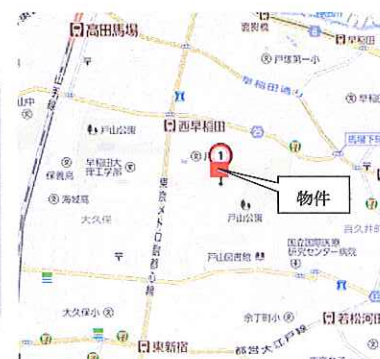 高田馬場
早稲田
戸塚第一小
早稲田通り
戸山公園
西早稲田
馬場下町
早稲田大
理工学部
保善高
海城高
大久保
東京メトロ副都心線
1
物件
戸山公園
戸山図書館
国立国際医療
研究センター病院
大久保小
余丁町小
若松河田
東新宿
都営大江戸線